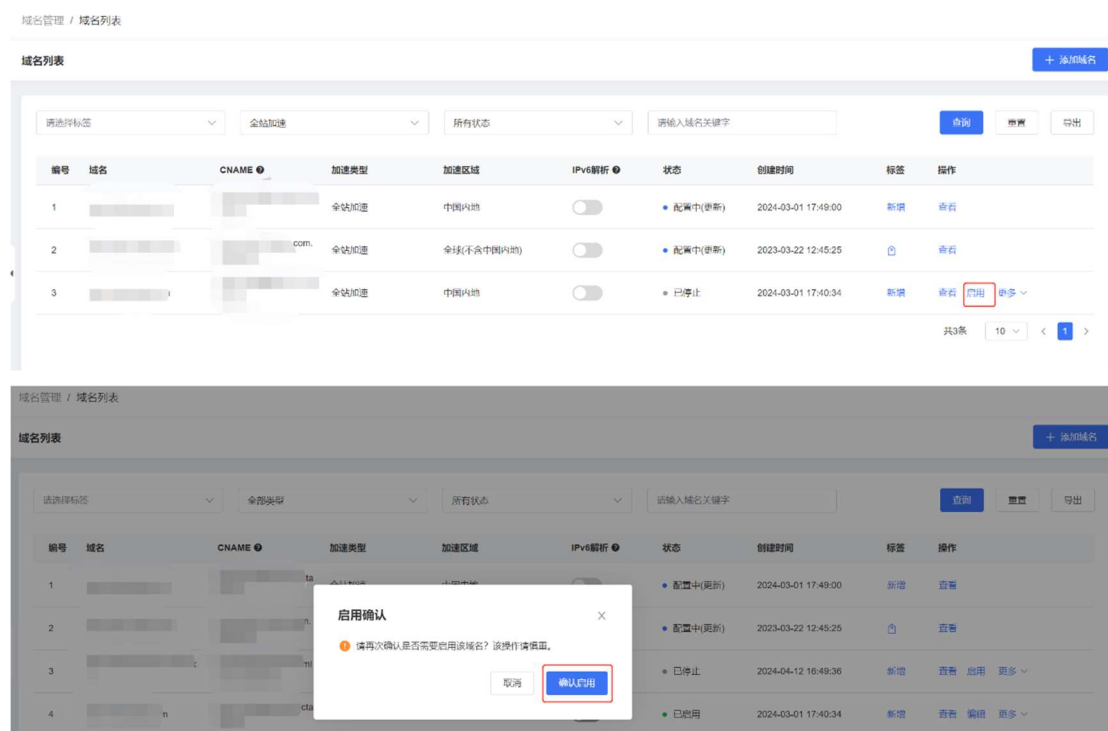 域名管理 / 域名列表
域名列表
＋ 添加域名
请选择标签 全站加速 所有状态 请输入域名关键字 查询 重置 导出
编号 域名 CNAME 加速类型 加速区域 IPv6解析 状态 创建时间 标签 操作
1 全站加速 中国内地 配置中(更新) 2024-03-01 17:49:00 新增 查看
2 com. 全站加速 全球(不含中国内地) 配置中(更新) 2023-03-22 12:45:25 查看
3 全站加速 中国内地 已停止 2024-03-01 17:40:34 新增 查看 启用 更多
共3条 10 1
域名管理 / 域名列表
域名列表
＋ 添加域名
请选择标签 全部类型 所有状态 请输入域名关键字 查询 重置 导出
编号 域名 CNAME 加速类型 加速区域 IPv6解析 状态 创建时间 标签 操作
1 cta 全站加速 中国内地 配置中(更新) 2024-03-01 17:49:00 新增 查看
启用确认
请再次确认是否需要启用该域名？该操作请慎重。
取消 确认启用
2 配置中(更新) 2023-03-22 12:45:25 查看
3 已停止 2024-04-12 16:49:36 新增 查看 启用 更多
4 cta 已启用 2024-03-01 17:40:34 新增 查看 编辑 更多